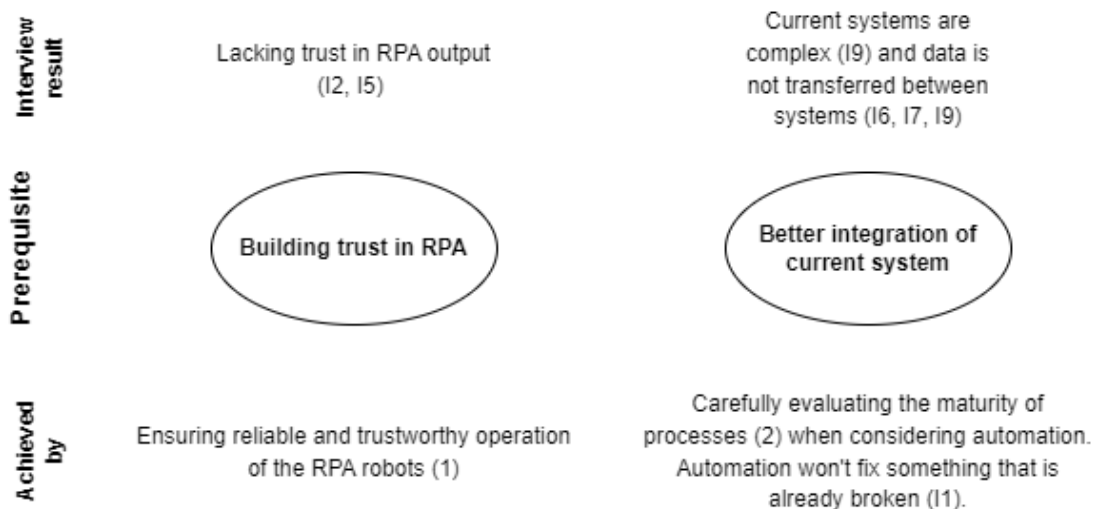 Interview
result
Lacking trust in RPA output
(I2, I5)
Current systems are
complex (I9) and data is
not transferred between
systems (I6, I7, I9)
Prerequisite
Building trust in RPA
Better integration of
current system
Achieved
by
Ensuring reliable and trustworthy operation
of the RPA robots (1)
Carefully evaluating the maturity of
processes (2) when considering automation.
Automation won't fix something that is
already broken (I1).